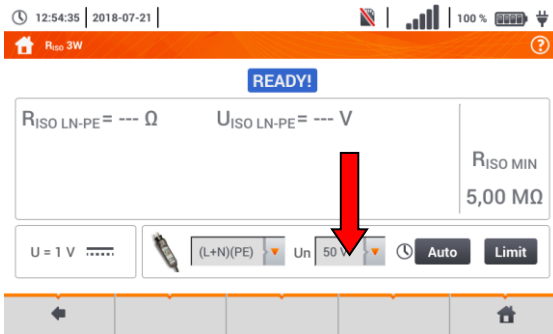 12:54:35 2018-07-21 100 %
RISO 3W ?
READY!
RISO LN-PE= --- Ω UISO LN-PE= --- V
RISO MIN
5,00 MΩ
U = 1 V (L+N)(PE) Un 50 V Auto Limit